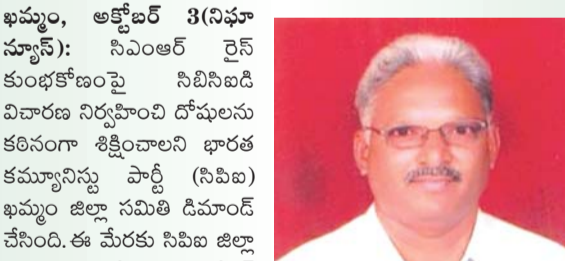 ఖమ్మం, అక్టోబర్ 3(నిఘా
న్యూస్): సిఎంఆర్ రైస్
కుంభకోణంపై సిబిసిఐడి
విచారణ నిర్వహించి దోషులను
కఠినంగా శిక్షించాలని భారత
కమ్యూనిస్టు పార్టీ (సిపిఐ)
ఖమ్మం జిల్లా సమితి డిమాండ్
చేసింది. ఈ మేరకు సిపిఐ జిల్లా